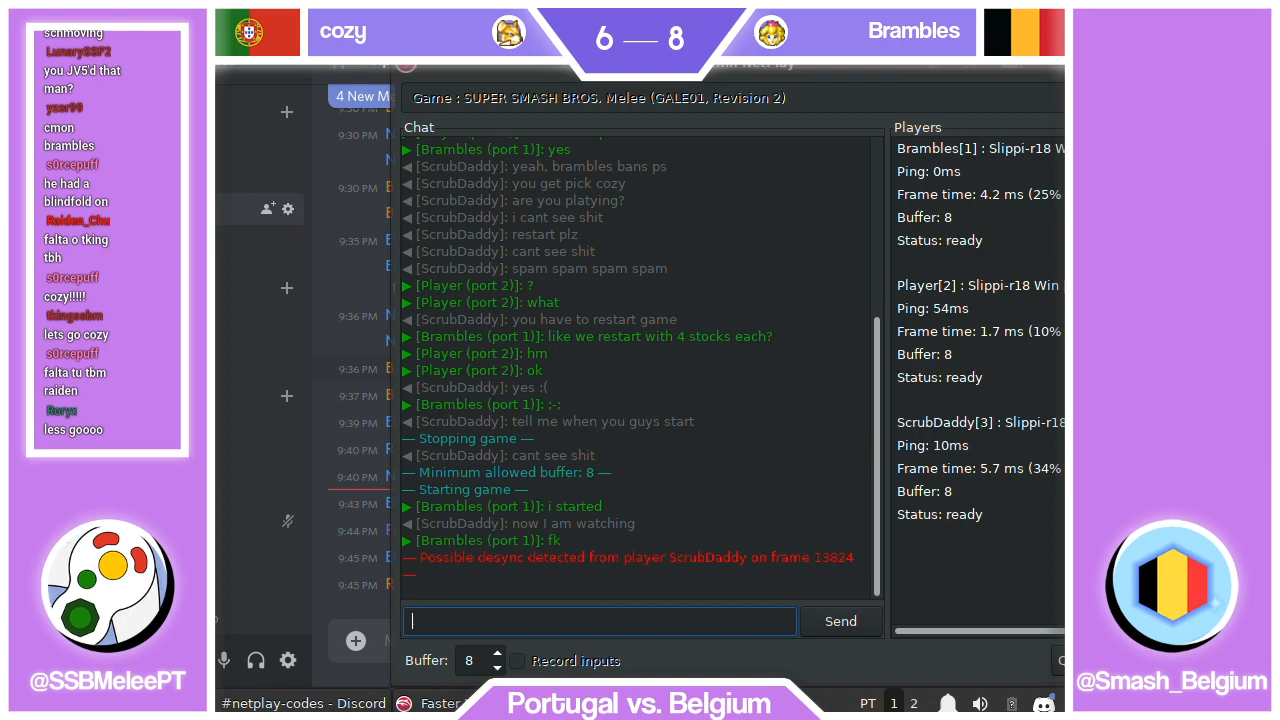 schmoving
LunarySSF2
you JV5'd that
man?
yzer99
cmon
brambles
s0rcepuff
he had a
blindfold on
Raiden_Chu
falta o tking
tbh
s0rcepuff
cozy!!!!!
thingssbm
lets go cozy
s0rcepuff
falta tu tbm
raiden
Roryx
less goooo
@SSBMeleePT
cozy
6 — 8
Brambles
4 New M
9:30 PM
9:30 PM
9:35 PM
9:36 PM
9:36 PM
9:37 PM
9:39 PM
9:40 PM
9:40 PM
9:43 PM
9:44 PM
9:45 PM
9:45 PM
Game : SUPER SMASH BROS. Melee (GALE01, Revision 2)
Chat
▶ [Brambles (port 1)]: yes
◀ [ScrubDaddy]: yeah, brambles bans ps
◀ [ScrubDaddy]: you get pick cozy
◀ [ScrubDaddy]: are you platying?
◀ [ScrubDaddy]: i cant see shit
◀ [ScrubDaddy]: restart plz
◀ [ScrubDaddy]: cant see shit
◀ [ScrubDaddy]: spam spam spam spam
▶ [Player (port 2)]: ?
▶ [Player (port 2)]: what
◀ [ScrubDaddy]: you have to restart game
▶ [Brambles (port 1)]: like we restart with 4 stocks each?
▶ [Player (port 2)]: hm
▶ [Player (port 2)]: ok
◀ [ScrubDaddy]: yes :(
▶ [Brambles (port 1)]: ;-;
◀ [ScrubDaddy]: tell me when you guys start
— Stopping game —
◀ [ScrubDaddy]: cant see shit
— Minimum allowed buffer: 8 —
— Starting game —
▶ [Brambles (port 1)]: i started
◀ [ScrubDaddy]: now I am watching
▶ [Brambles (port 1)]: fk
— Possible desync detected from player ScrubDaddy on frame 13824
—
Send
Buffer: 8
Record inputs
Players
Brambles[1] : Slippi-r18 W
Ping: 0ms
Frame time: 4.2 ms (25%
Buffer: 8
Status: ready
Player[2] : Slippi-r18 Win
Ping: 54ms
Frame time: 1.7 ms (10%
Buffer: 8
Status: ready
ScrubDaddy[3] : Slippi-r18
Ping: 10ms
Frame time: 5.7 ms (34%
Buffer: 8
Status: ready
#netplay-codes - Discord
Faster
PT 1 2
Portugal vs. Belgium
@Smash_Belgium